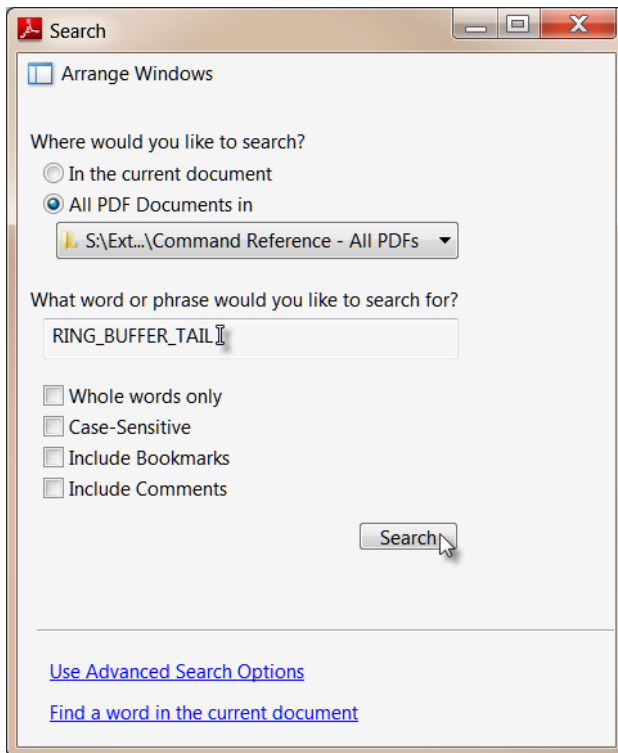 Search
Arrange Windows
Where would you like to search?
In the current document
All PDF Documents in
S:\Ext...\Command Reference - All PDFs
What word or phrase would you like to search for?
RING_BUFFER_TAIL
Whole words only
Case-Sensitive
Include Bookmarks
Include Comments
Search
Use Advanced Search Options
Find a word in the current document